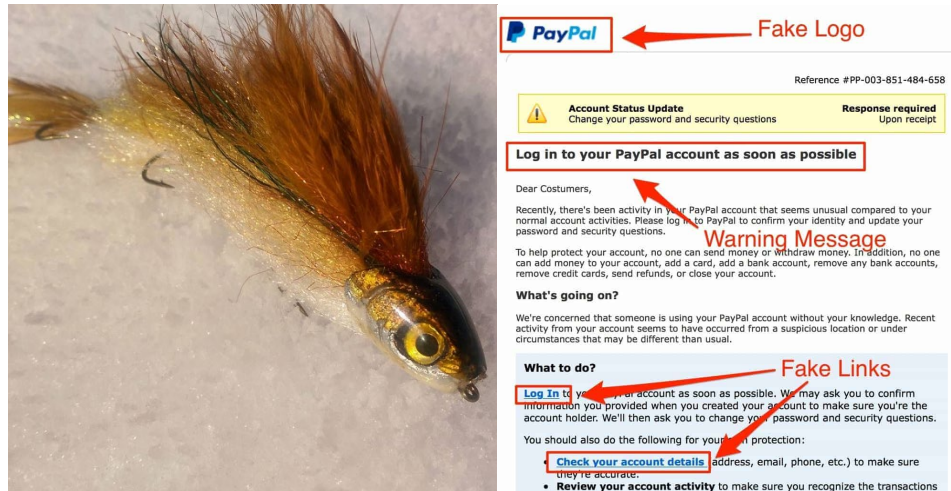 PayPal
Fake Logo
Reference #PP-003-851-484-658
Account Status Update
Response required
Change your password and security questions
Upon receipt
Log in to your PayPal account as soon as possible
Dear Costumers,
Recently, there's been activity in your PayPal account that seems unusual compared to your
normal account activities. Please log in to PayPal to confirm your identity and update your
password and security questions.
Warning Message
To help protect your account, no one can send money or withdraw money. In addition, no one
can add money to your account, add a card, add a bank account, remove any bank accounts,
remove credit cards, send refunds, or close your account.
What's going on?
We're concerned that someone is using your PayPal account without your knowledge. Recent
activity from your account seems to have occurred from a suspicious location or under
circumstances that may be different than usual.
What to do?
Fake Links
Log In to your PayPal account as soon as possible. We may ask you to confirm
information you provided when you created your account to make sure you're the
account holder. We'll then ask you to change your password and security questions.
You should also do the following for your own protection:
• Check your account details address, email, phone, etc.) to make sure
they're accurate.
• Review your account activity to make sure you recognize the transactions